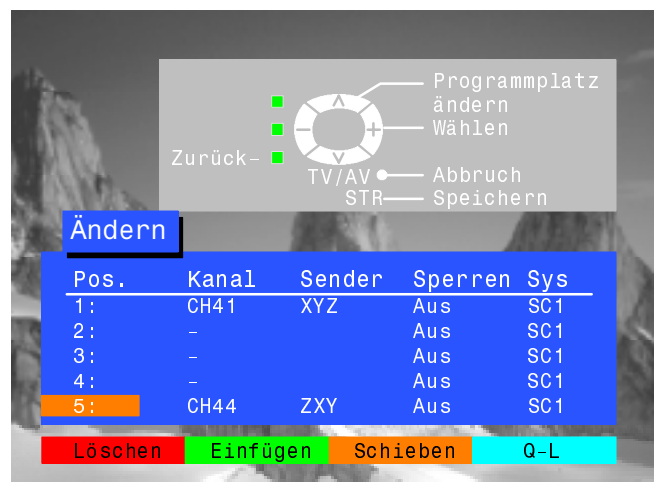 Programmplatz
ändern
Wählen
Zurück–
TV/AV Abbruch
STR Speichern
Ändern
Pos. Kanal Sender Sperren Sys
1: CH41 XYZ Aus SC1
2: – Aus SC1
3: – Aus SC1
4: – Aus SC1
5: CH44 ZXY Aus SC1
Löschen Einfügen Schieben Q–L